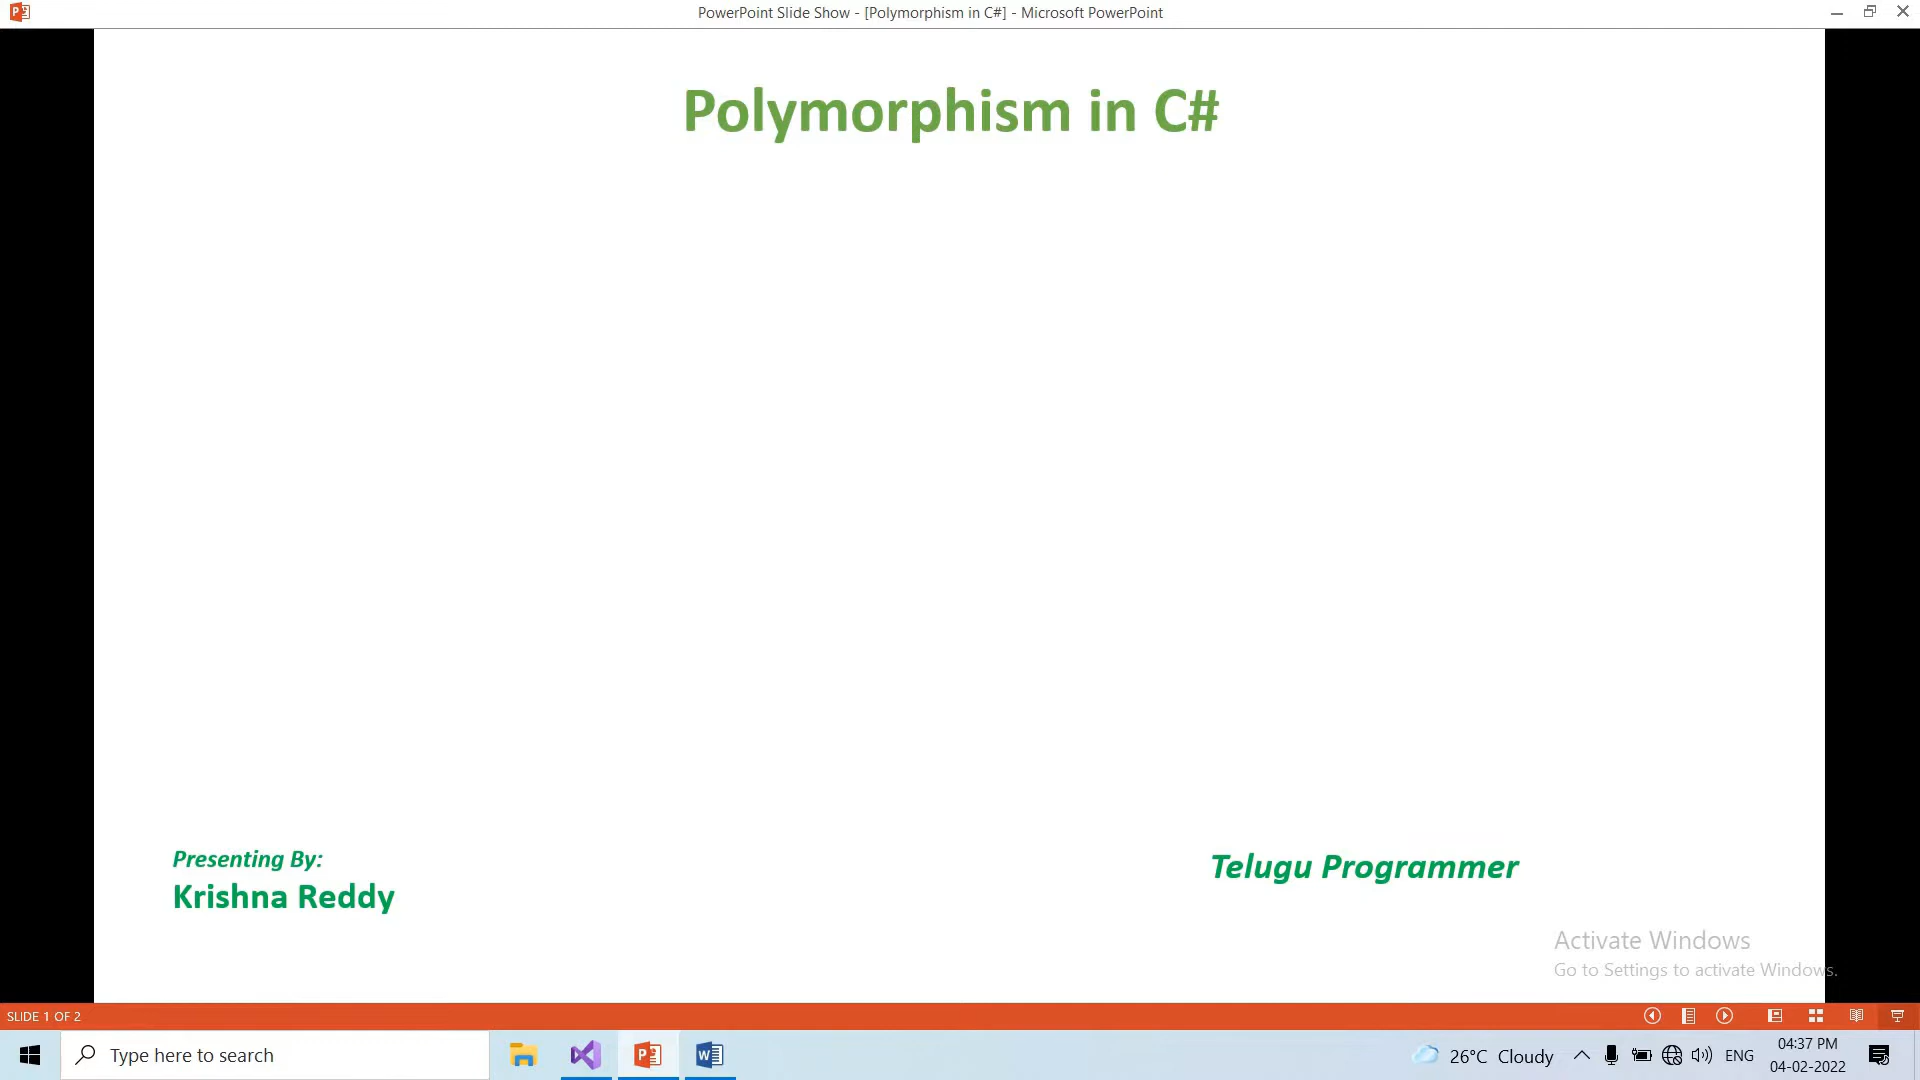 PowerPoint Slide Show - [Polymorphism in C#] - Microsoft PowerPoint
Polymorphism in C#
Presenting By:
Krishna Reddy
Telugu Programmer
Activate Windows
Go to Settings to activate Windows.
SLIDE 1 OF 2
Type here to search
26°C Cloudy
ENG
04:37 PM
04-02-2022